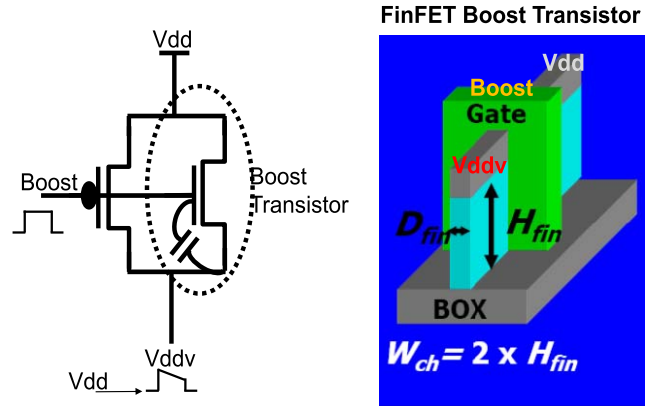 FinFET Boost Transistor
Vdd
Boost
Boost
Transistor
Vddv
Vdd
Vdd
Boost
Gate
Vddv
Dfin
Hfin
BOX
Wch = 2 x Hfin